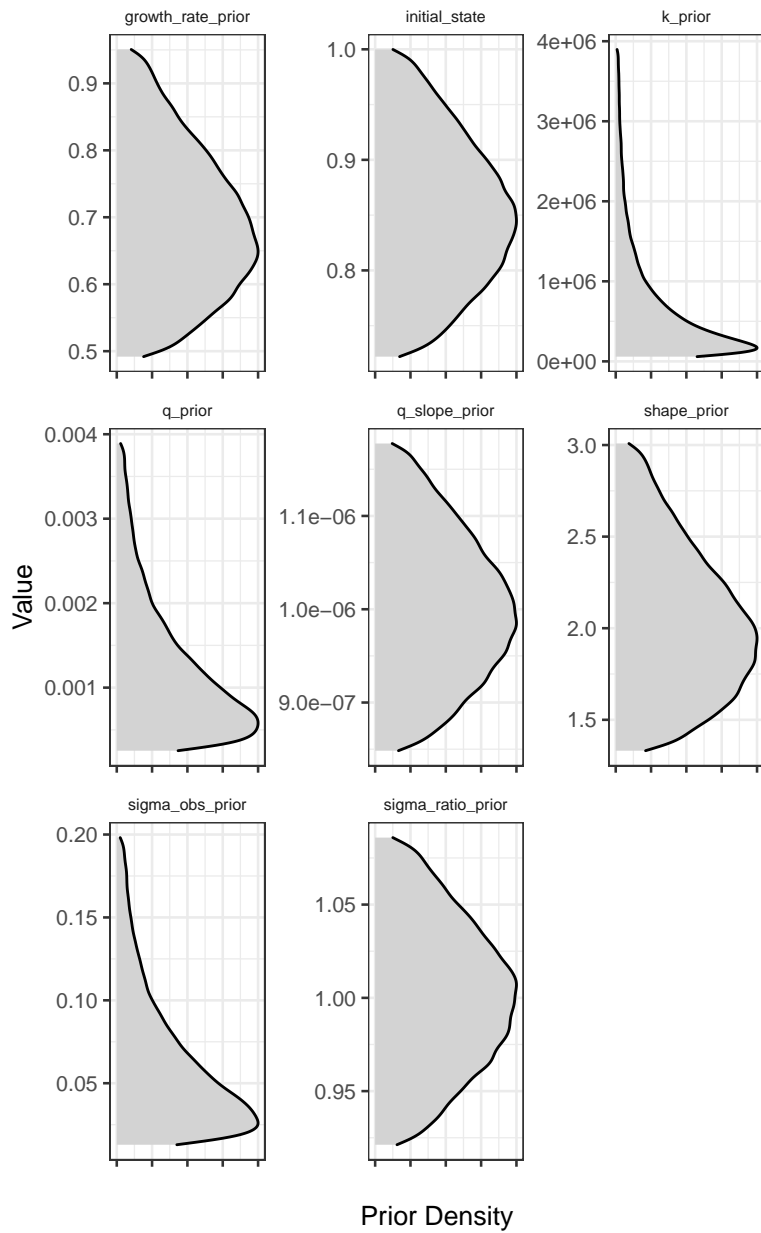 growth_rate_prior
initial_state
k_prior
0.9
0.8
0.7
0.6
0.5
1.0
0.9
0.8
4e+06
3e+06
2e+06
1e+06
0e+00
q_prior
q_slope_prior
shape_prior
0.004
0.003
0.002
0.001
1.1e−06
1.0e−06
9.0e−07
3.0
2.5
2.0
1.5
sigma_obs_prior
sigma_ratio_prior
0.20
0.15
0.10
0.05
1.05
1.00
0.95
Value
Prior Density